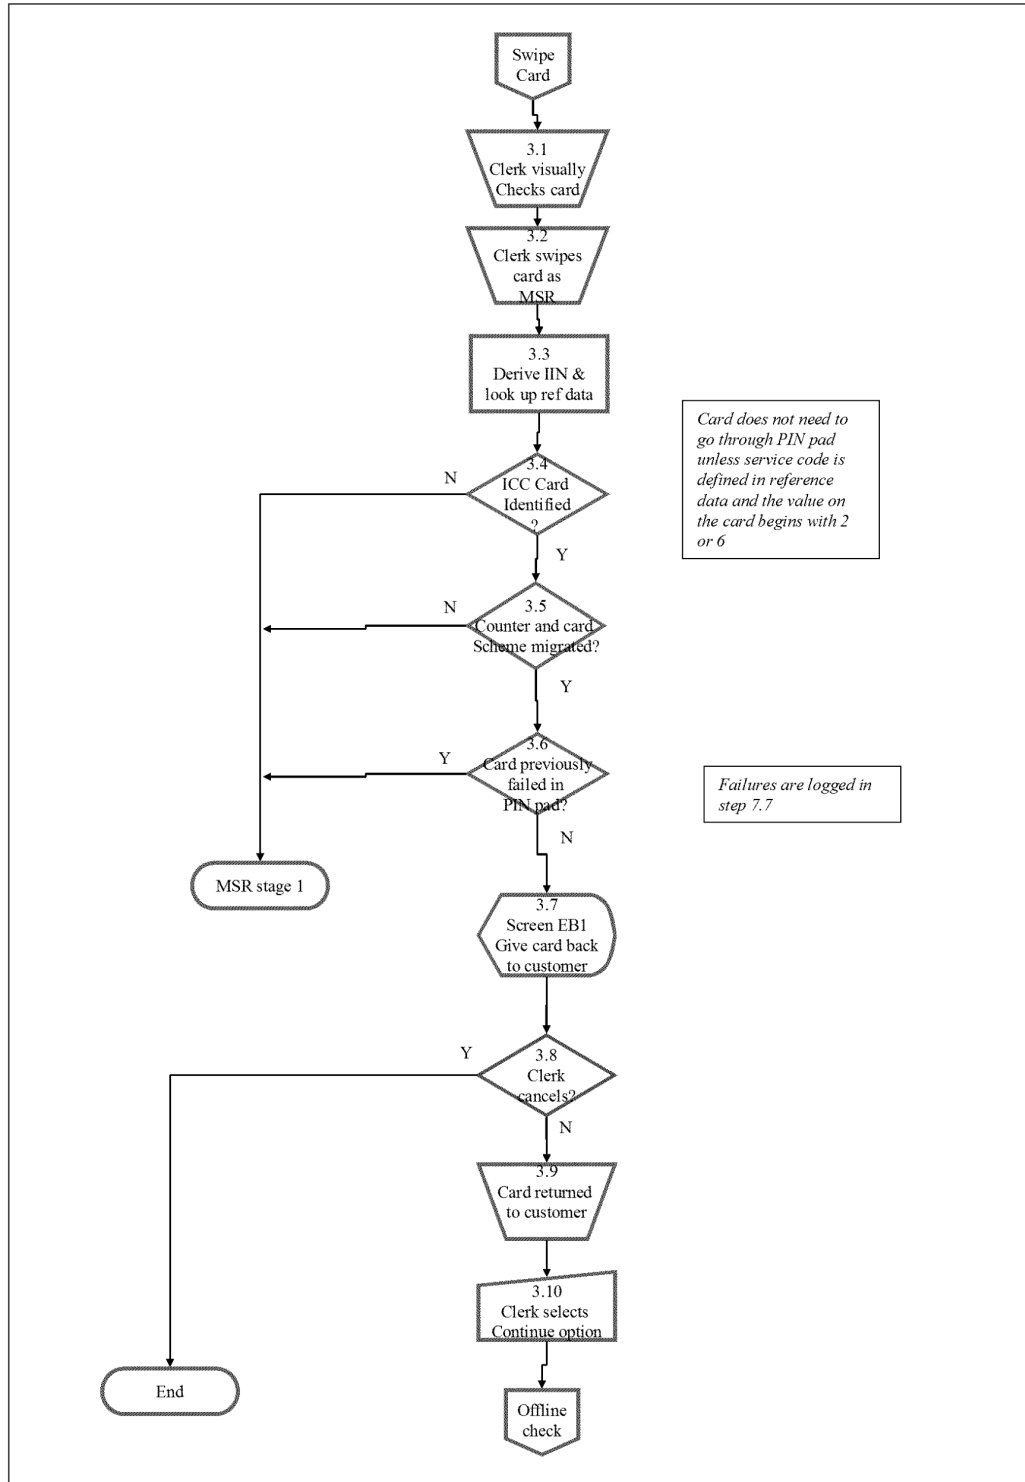 Swipe
Card
3.1
Clerk visually
Checks card
3.2
Clerk swipes
card as
MSR
3.3
Derive IIN &
look up ref data
Card does not need to
go through PIN pad
unless service code is
defined in reference
data and the value on
the card begins with 2
or 6
3.4
ICC Card
Identified
?
N
Y
3.5
Counter and card
Scheme migrated?
N
Y
3.6
Card previously
failed in
PIN pad?
Y
N
Failures are logged in
step 7.7
MSR stage 1
3.7
Screen EB1
Give card back
to customer
3.8
Clerk
cancels?
Y
N
3.9
Card returned
to customer
3.10
Clerk selects
Continue option
End
Offline
check